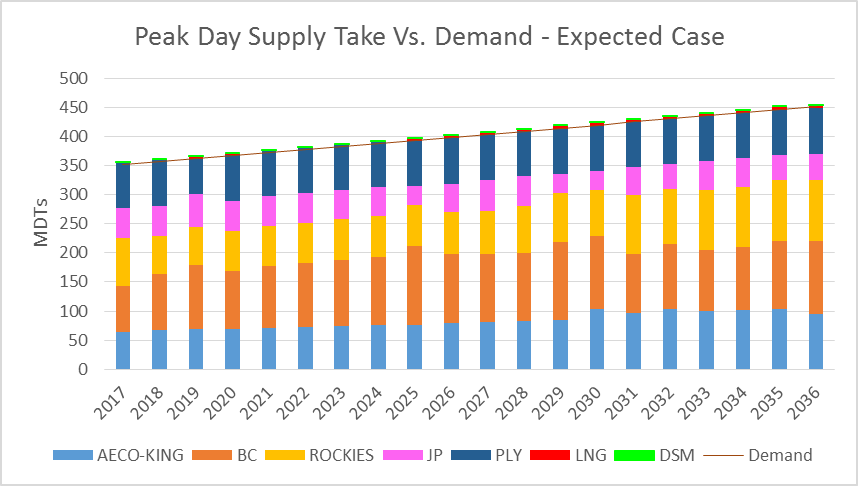 Peak Day Supply Take Vs. Demand - Expected Case
500
450
400
350
300
250
200
150
100
50
0
MDTs
2017 2018 2019 2020 2021 2022 2023 2024 2025 2026 2027 2028 2029 2030 2031 2032 2033 2034 2035 2036
AECO-KING BC ROCKIES JP PLY LNG DSM Demand